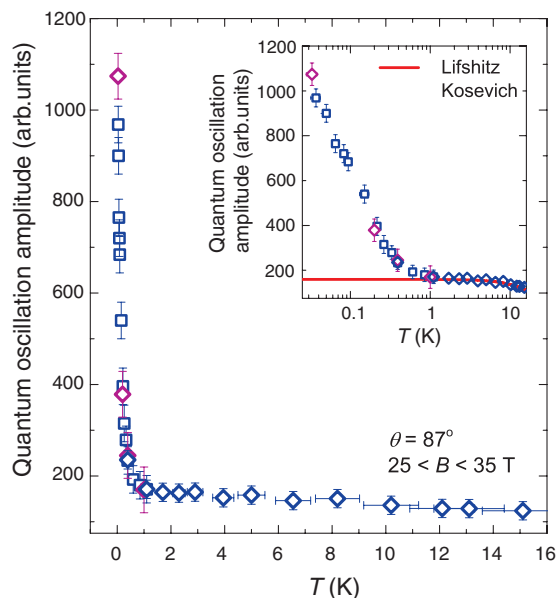 1200
1000
800
600
400
200
Quantum oscillation amplitude (arb.units)
0 2 4 6 8 10 12 14 16
T (K)
θ = 87°
25 < B < 35 T
1200
1000
800
600
400
200
Quantum oscillation
amplitude (arb.units)
0.1 1 10
T (K)
Lifshitz
Kosevich